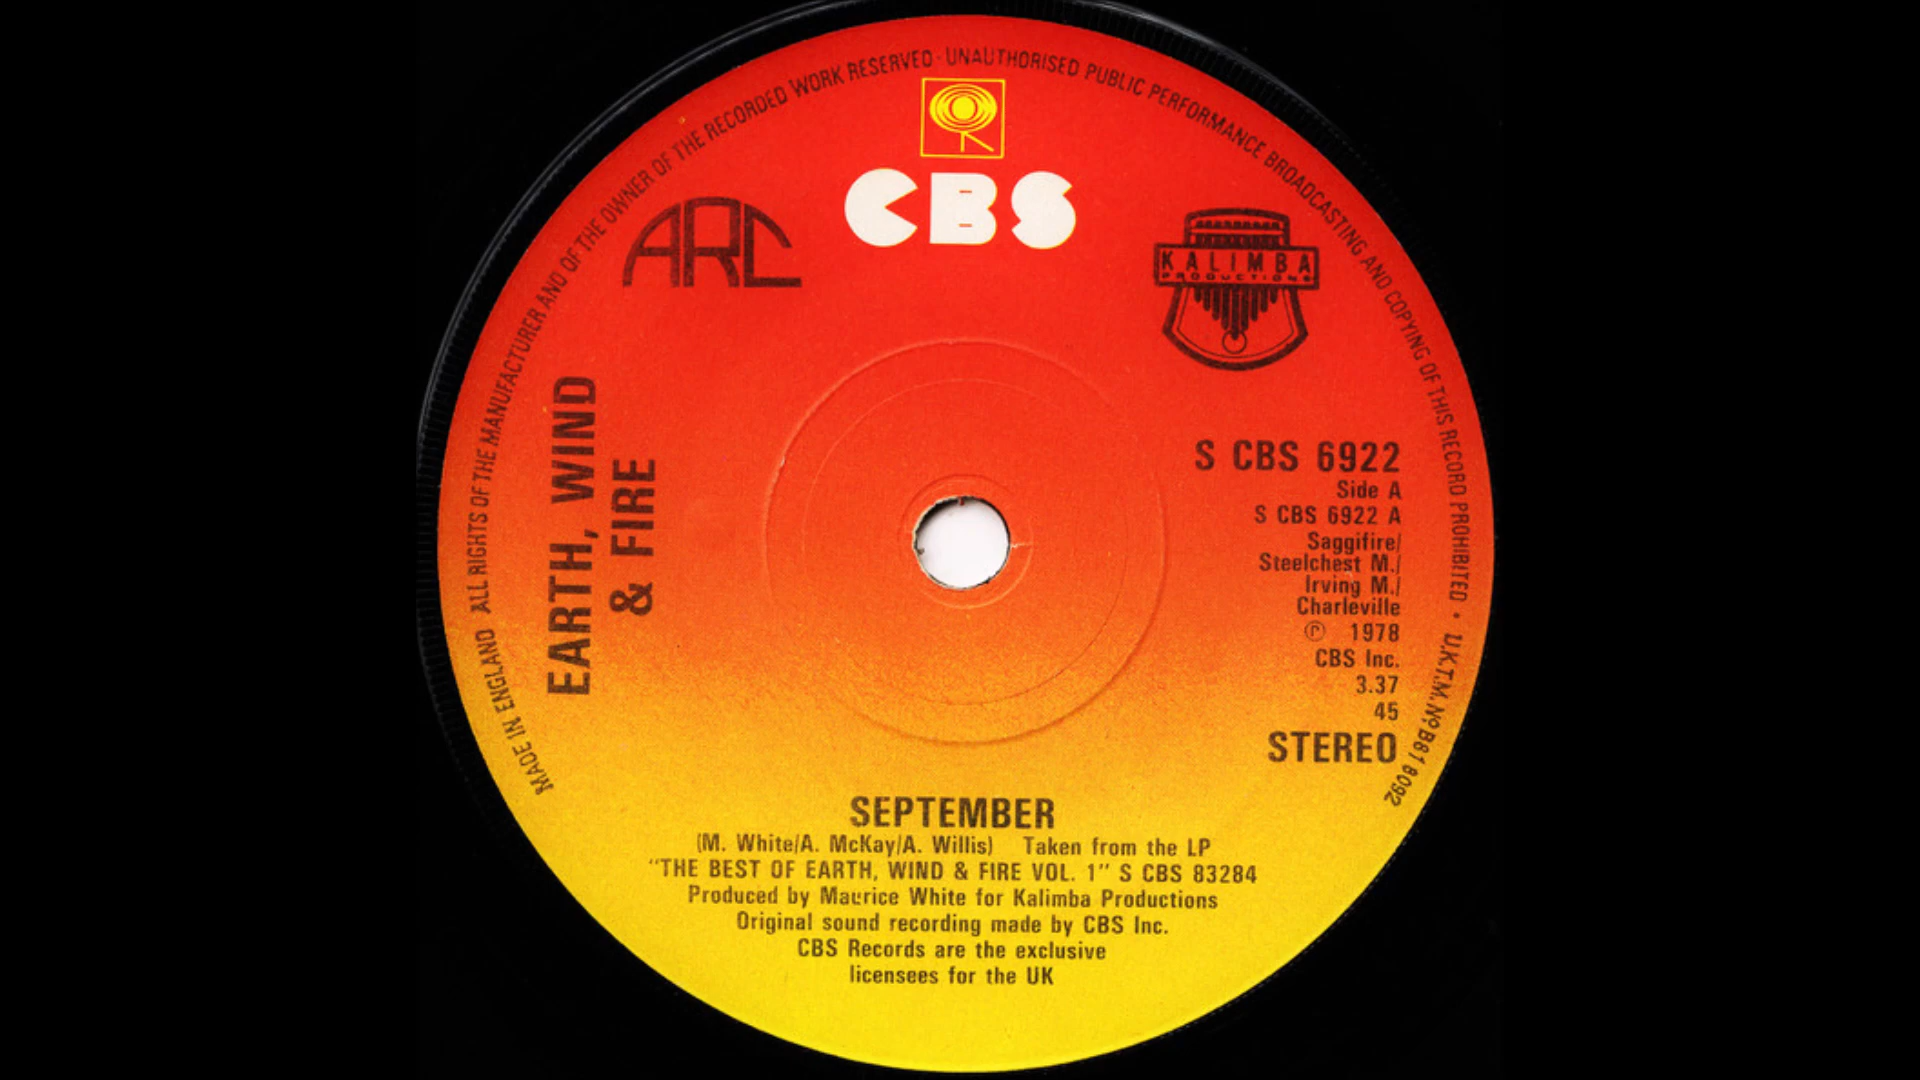 MADE IN ENGLAND ALL RIGHTS OF THE MANUFACTURER AND OF THE OWNER OF THE RECORDED WORK RESERVED · UNAUTHORISED PUBLIC PERFORMANCE BROADCASTING AND COPYING OF THIS RECORD PROHIBITED · U.K.T.M. No B618092
CBS
ARC
KALIMBA
PRODUCTIONS
EARTH, WIND
& FIRE
S CBS 6922
Side A
S CBS 6922 A
Saggifire/
Steelchest M./
Irving M./
Charleville
℗ 1978
CBS Inc.
3.37
45
STEREO
SEPTEMBER
(M. White/A. McKay/A. Willis) Taken from the LP
"THE BEST OF EARTH, WIND & FIRE VOL. 1" S CBS 83284
Produced by Maurice White for Kalimba Productions
Original sound recording made by CBS Inc.
CBS Records are the exclusive
licensees for the UK